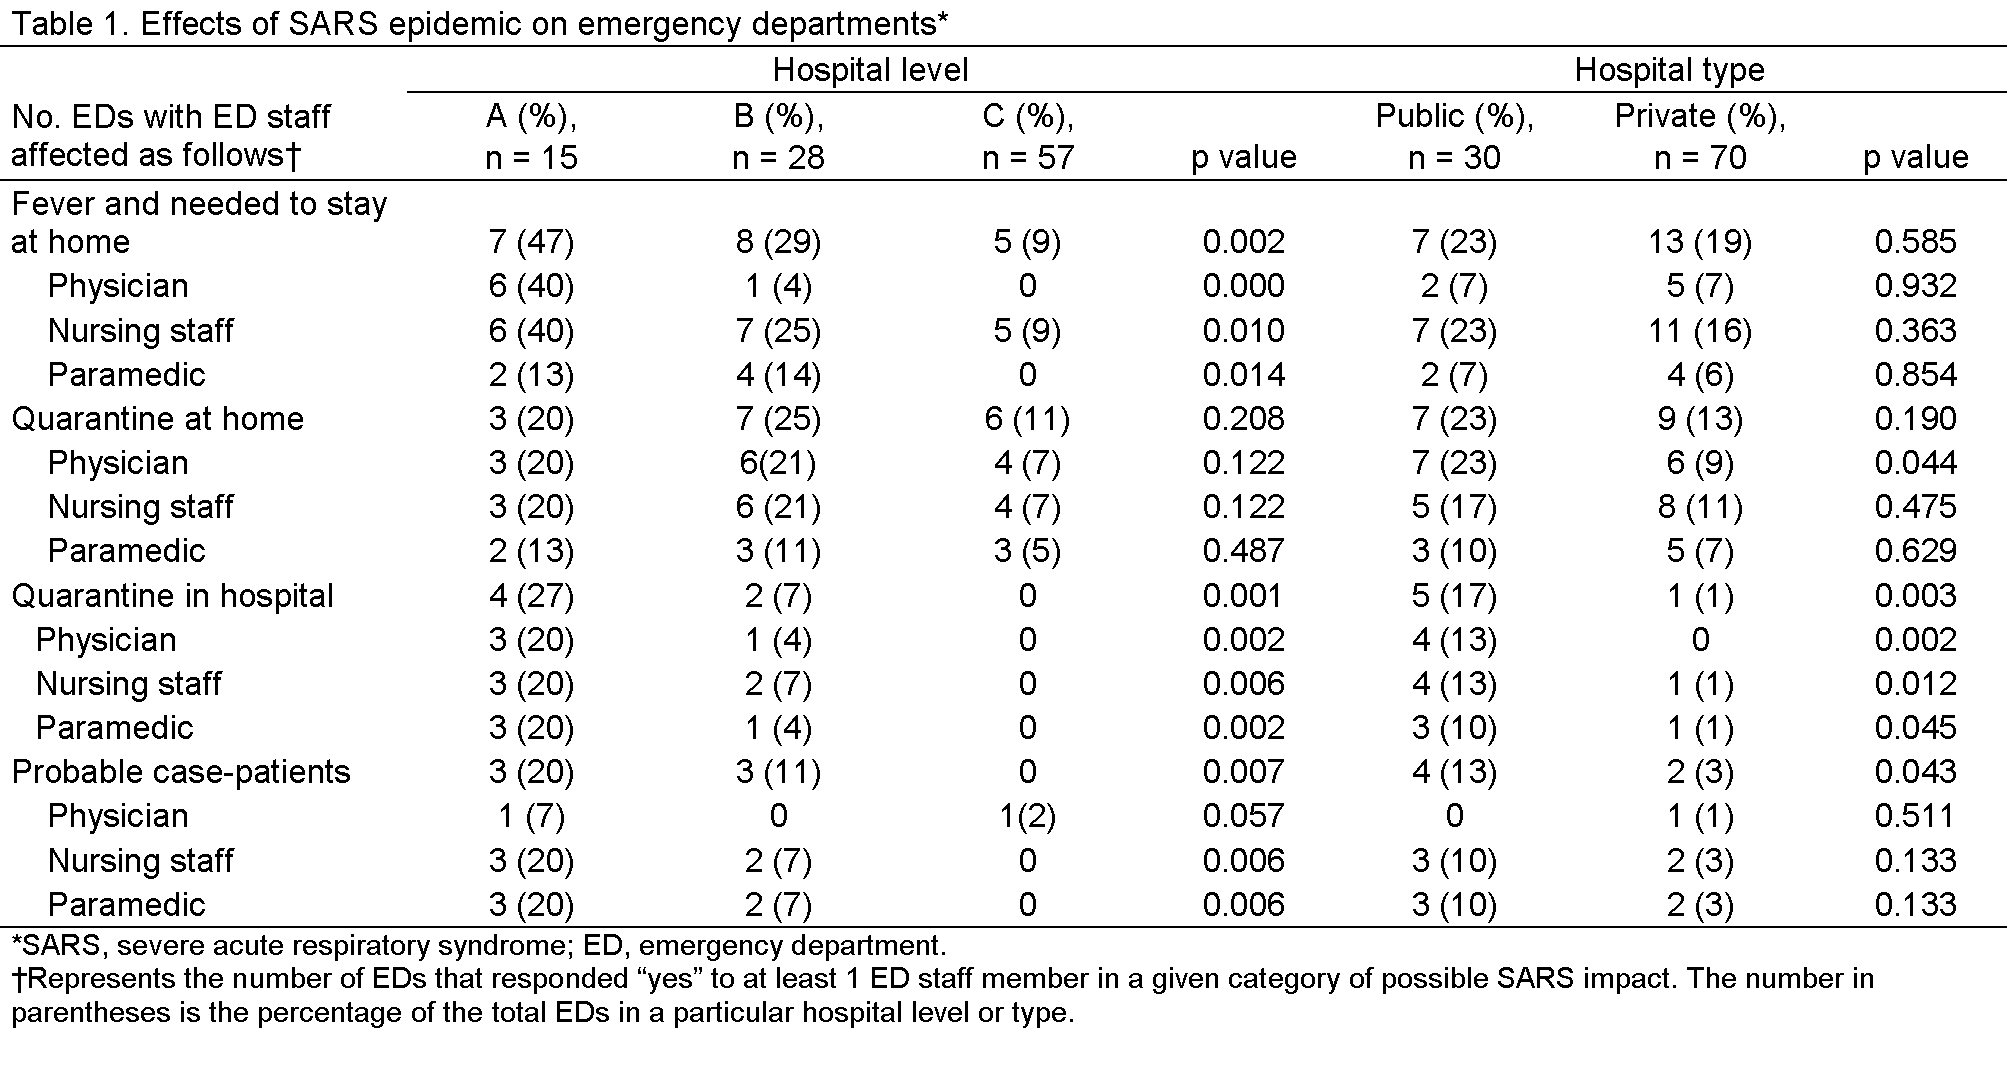 Table 1. Effects of SARS epidemic on emergency departments*
Hospital level Hospital type
No. EDs with ED staff affected as follows† A (%), n = 15 B (%), n = 28 C (%), n = 57 p value Public (%), n = 30 Private (%), n = 70 p value
Fever and needed to stay
at home 7 (47) 8 (29) 5 (9) 0.002 7 (23) 13 (19) 0.585
Physician 6 (40) 1 (4) 0 0.000 2 (7) 5 (7) 0.932
Nursing staff 6 (40) 7 (25) 5 (9) 0.010 7 (23) 11 (16) 0.363
Paramedic 2 (13) 4 (14) 0 0.014 2 (7) 4 (6) 0.854
Quarantine at home 3 (20) 7 (25) 6 (11) 0.208 7 (23) 9 (13) 0.190
Physician 3 (20) 6(21) 4 (7) 0.122 7 (23) 6 (9) 0.044
Nursing staff 3 (20) 6 (21) 4 (7) 0.122 5 (17) 8 (11) 0.475
Paramedic 2 (13) 3 (11) 3 (5) 0.487 3 (10) 5 (7) 0.629
Quarantine in hospital 4 (27) 2 (7) 0 0.001 5 (17) 1 (1) 0.003
Physician 3 (20) 1 (4) 0 0.002 4 (13) 0 0.002
Nursing staff 3 (20) 2 (7) 0 0.006 4 (13) 1 (1) 0.012
Paramedic 3 (20) 1 (4) 0 0.002 3 (10) 1 (1) 0.045
Probable case-patients 3 (20) 3 (11) 0 0.007 4 (13) 2 (3) 0.043
Physician 1 (7) 0 1(2) 0.057 0 1 (1) 0.511
Nursing staff 3 (20) 2 (7) 0 0.006 3 (10) 2 (3) 0.133
Paramedic 3 (20) 2 (7) 0 0.006 3 (10) 2 (3) 0.133
*SARS, severe acute respiratory syndrome; ED, emergency department.
†Represents the number of EDs that responded “yes” to at least 1 ED staff member in a given category of possible SARS impact. The number in
parentheses is the percentage of the total EDs in a particular hospital level or type.